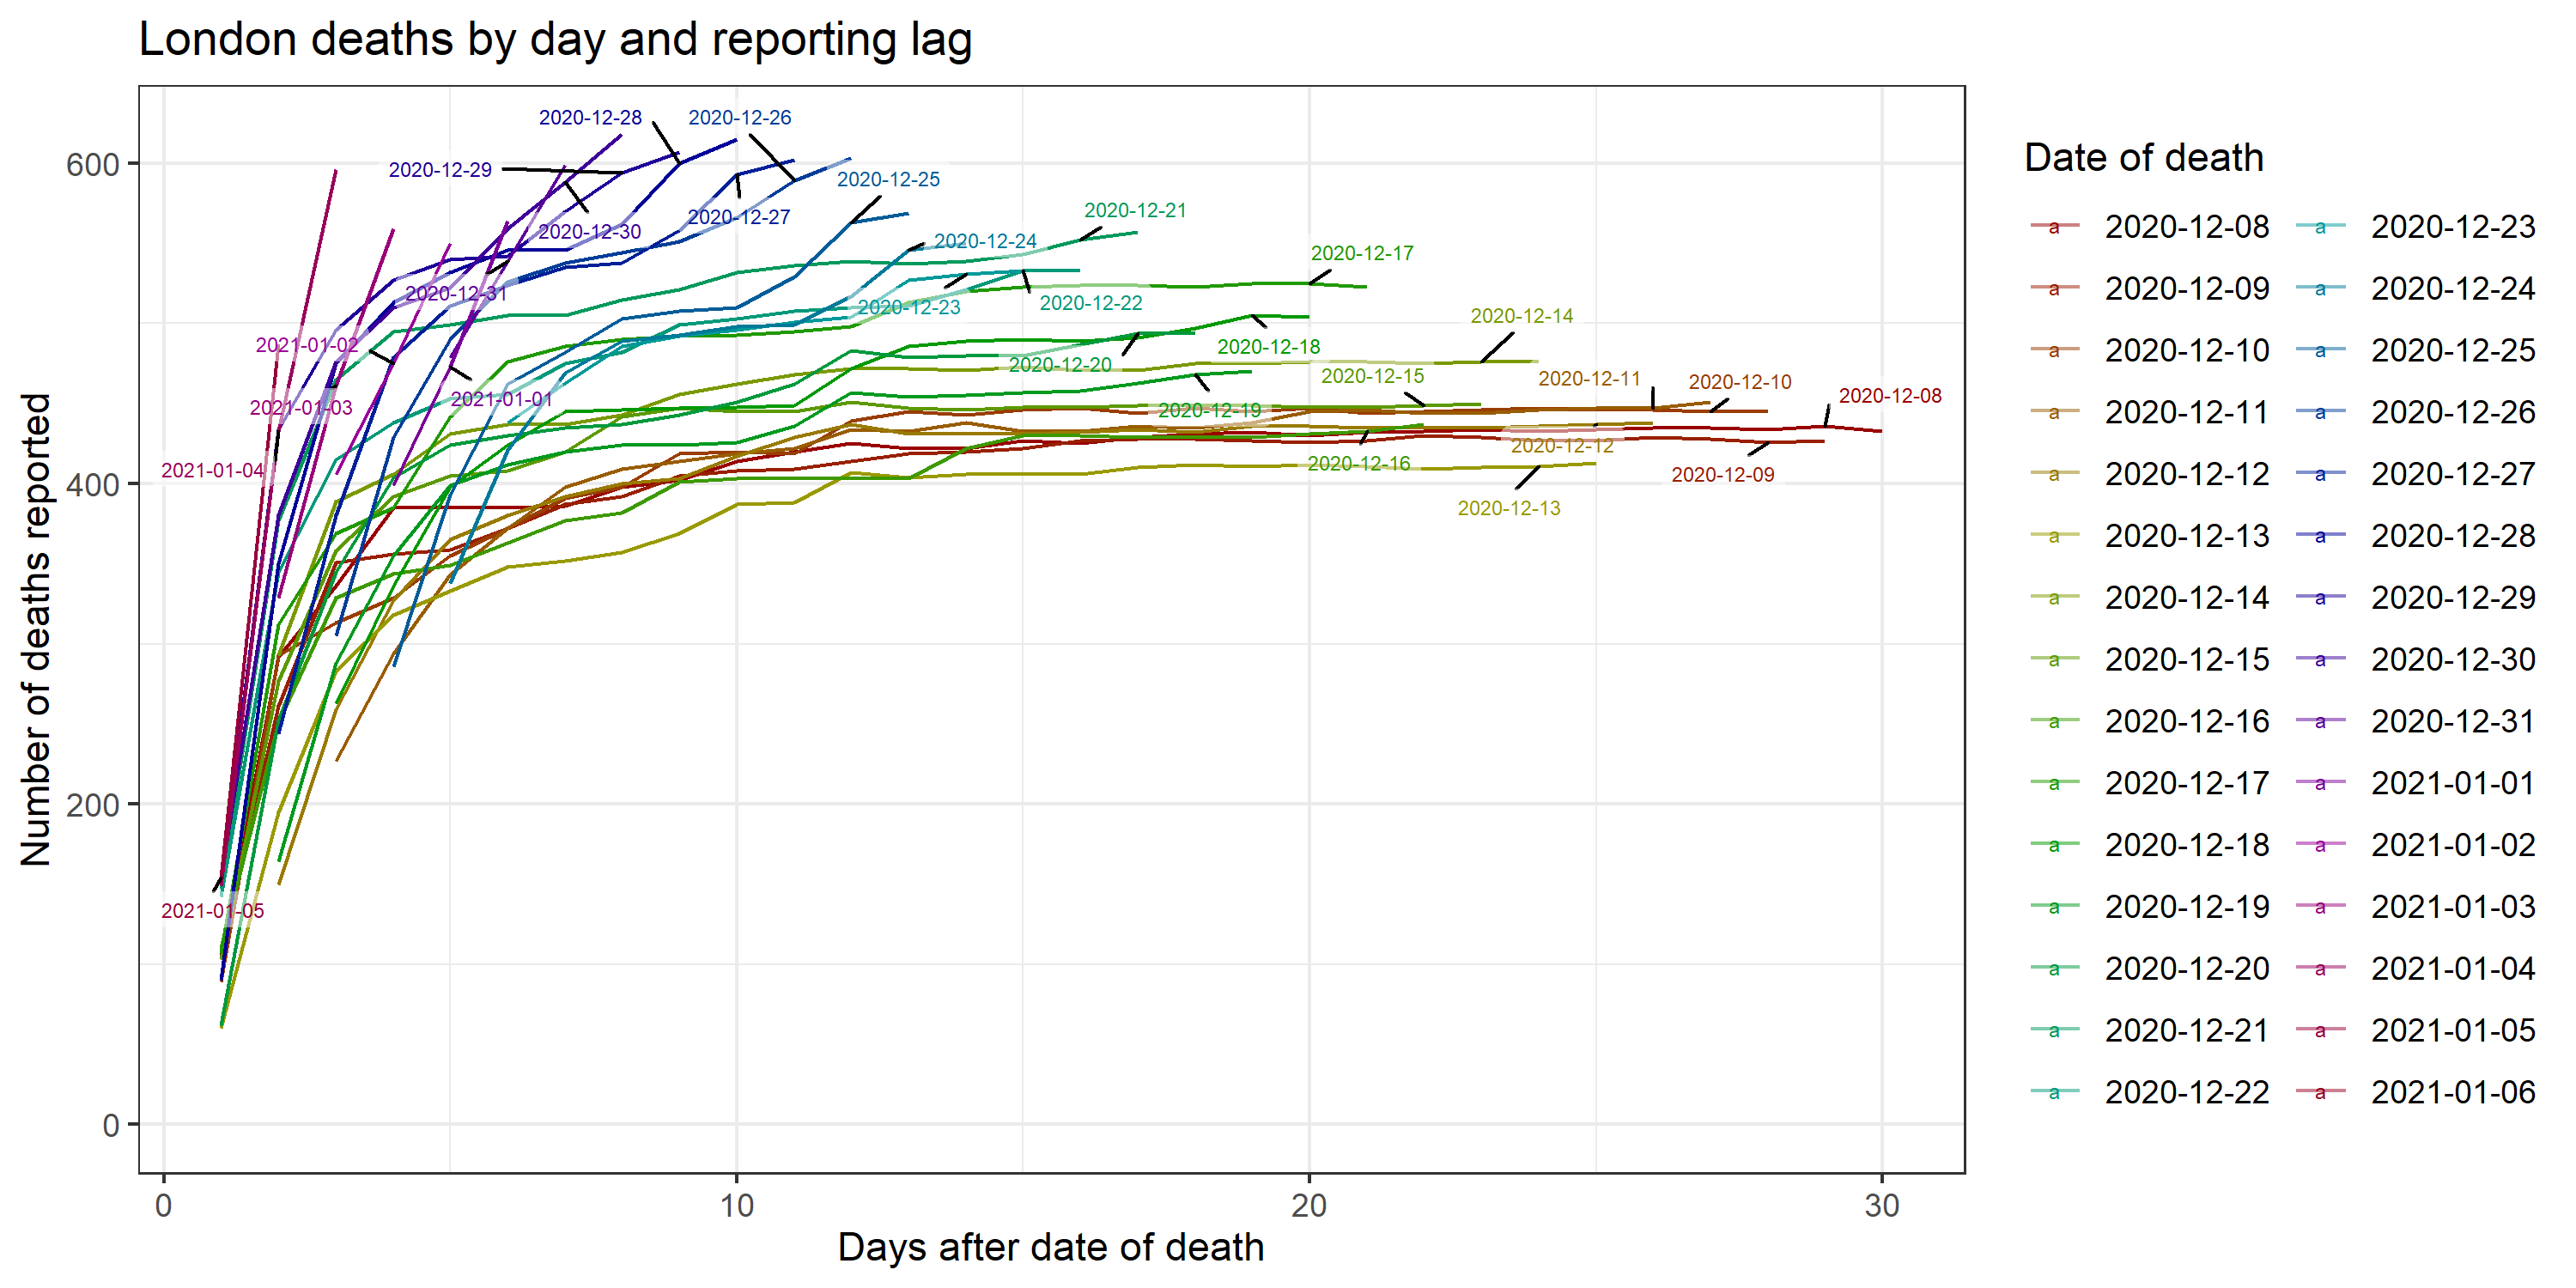 London deaths by day and reporting lag
2020-12-28
2020-12-26
2020-12-29
2020-12-25
2020-12-21
2020-12-27
2020-12-30
2020-12-24
2020-12-17
2020-12-31
2020-12-23
2020-12-22
2020-12-14
2021-01-02
2020-12-18
2020-12-20
2020-12-15
2020-12-11
2020-12-10
2020-12-08
2021-01-01
2021-01-03
2020-12-19
2020-12-12
2020-12-16
2020-12-09
2021-01-04
2020-12-13
2021-01-05
600
400
200
0
Number of deaths reported
0 10 20 30
Days after date of death
Date of death
a 2020-12-08 a 2020-12-23
a 2020-12-09 a 2020-12-24
a 2020-12-10 a 2020-12-25
a 2020-12-11 a 2020-12-26
a 2020-12-12 a 2020-12-27
a 2020-12-13 a 2020-12-28
a 2020-12-14 a 2020-12-29
a 2020-12-15 a 2020-12-30
a 2020-12-16 a 2020-12-31
a 2020-12-17 a 2021-01-01
a 2020-12-18 a 2021-01-02
a 2020-12-19 a 2021-01-03
a 2020-12-20 a 2021-01-04
a 2020-12-21 a 2021-01-05
a 2020-12-22 a 2021-01-06